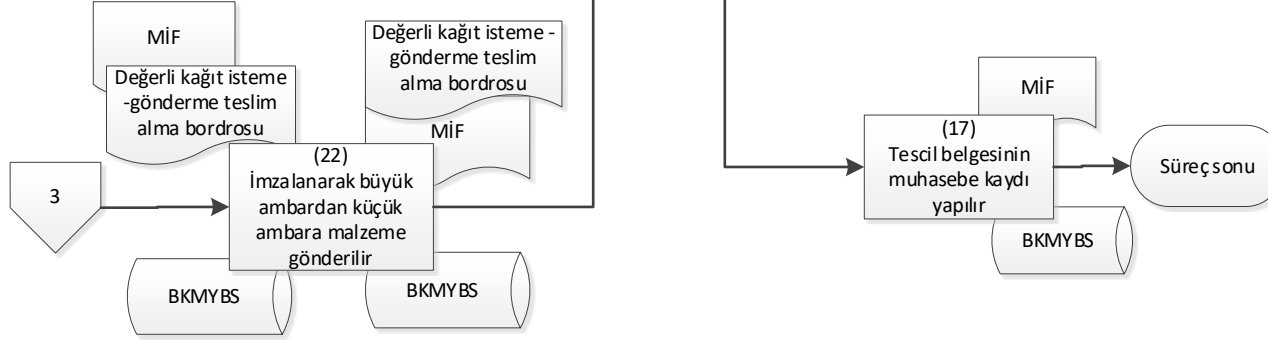 MİF
Değerli kağıt isteme
-gönderme teslim
alma bordrosu
Değerli kağıt isteme -
gönderme teslim
alma bordrosu
MİF
3
(22)
İmzalanarak büyük
ambardan küçük
ambara malzeme
gönderilir
BKMYBS
BKMYBS
MİF
(17)
Tescil belgesinin
muhasebe kaydı
yapılır
BKMYBS
Süreç sonu